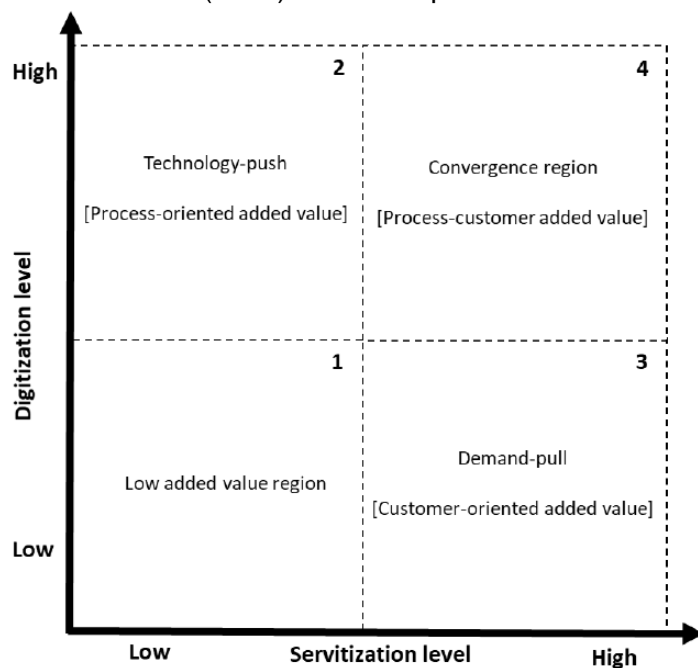 High
2
4
Technology-push
[Process-oriented added value]
Convergence region
[Process-customer added value]
Digitization level
1
3
Low added value region
Demand-pull
[Customer-oriented added value]
Low
Low
Servitization level
High